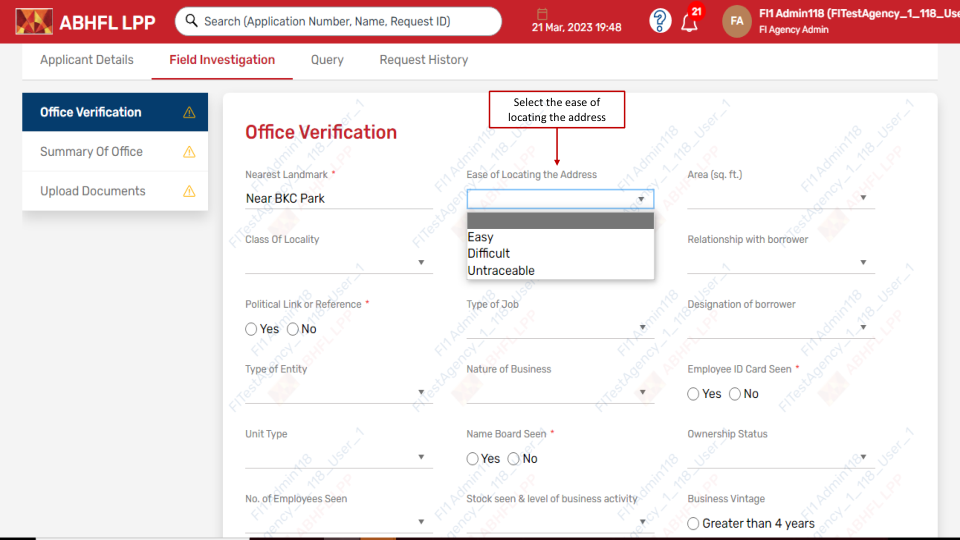 ABHFL LPP
Search (Application Number, Name, Request ID)
21 Mar, 2023 19:48
?
21
FA
FI1 Admin118 (FITestAgency_1_118_Use
FI Agency Admin
Applicant Details
Field Investigation
Query
Request History
Office Verification
Summary Of Office
Upload Documents
Select the ease of
locating the address
Office Verification
Nearest Landmark *
Ease of Locating the Address
Area (sq. ft.)
Near BKC Park
Easy
Difficult
Untraceable
Class Of Locality
Relationship with borrower
Political Link or Reference *
Type of Job
Designation of borrower
Yes No
Type of Entity
Nature of Business
Employee ID Card Seen *
Yes No
Unit Type
Name Board Seen *
Ownership Status
Yes No
No. of Employees Seen
Stock seen & level of business activity
Business Vintage
Greater than 4 years